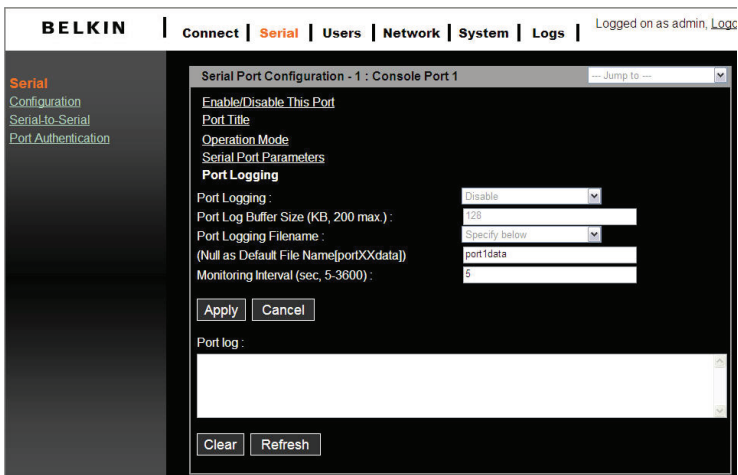 BELKIN
Connect | Serial | Users | Network | System | Logs |
Logged on as admin,
Serial
Configuration
Serial-to-Serial
Port Authentication
Serial Port Configuration - 1 : Console Port 1
--- Jump to ---
Enable/Disable This Port
Port Title
Operation Mode
Serial Port Parameters
Port Logging
Port Logging : Disable
Port Log Buffer Size (KB, 200 max.) : 128
Port Logging Filename : Specify below
(Null as Default File Name[portXXdata]) port1data
Monitoring Interval (sec, 5-3600) : 5
Apply Cancel
Port log :
Clear Refresh